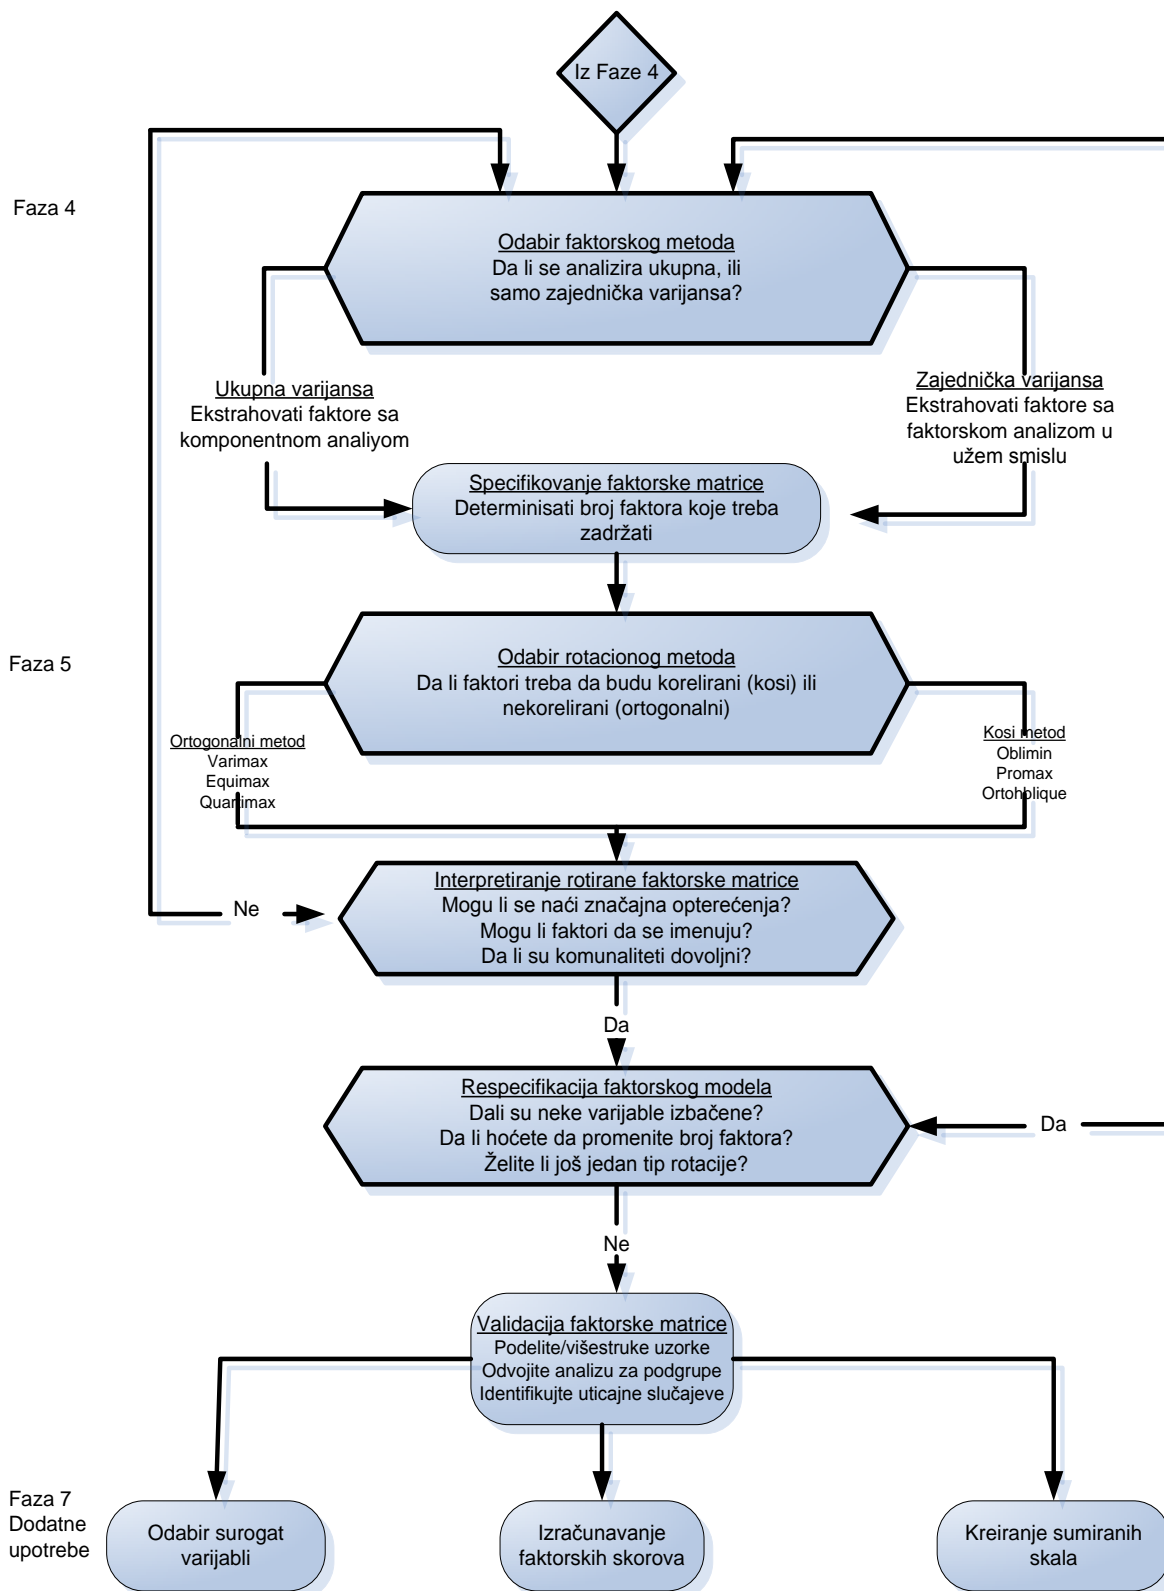 Iz Faze 4
Faza 4
Odabir faktorskog metoda
Da li se analizira ukupna, ili
samo zajednička varijansa?
Ukupna varijansa
Ekstrahovati faktore sa
komponentnom analiyom
Zajednička varijansa
Ekstrahovati faktore sa
faktorskom analizom u
užem smislu
Specifikovanje faktorske matrice
Determinisati broj faktora koje treba
zadržati
Faza 5
Odabir rotacionog metoda
Da li faktori treba da budu korelirani (kosi) ili
nekorelirani (ortogonalni)
Ortogonalni metod
Varimax
Equimax
Quartimax
Kosi metod
Oblimin
Promax
Ortohblique
Interpretiranje rotirane faktorske matrice
Mogu li se naći značajna opterećenja?
Mogu li faktori da se imenuju?
Da li su komunaliteti dovoljni?
Ne
Da
Respecifikacija faktorskog modela
Dali su neke varijable izbačene?
Da li hoćete da promenite broj faktora?
Želite li još jedan tip rotacije?
Da
Ne
Validacija faktorske matrice
Podelite/višestruke uzorke
Odvojite analizu za podgrupe
Identifikujte uticajne slučajeve
Faza 7
Dodatne
upotrebe
Odabir surogat
varijabli
Izračunavanje
faktorskih skorova
Kreiranje sumiranih
skala